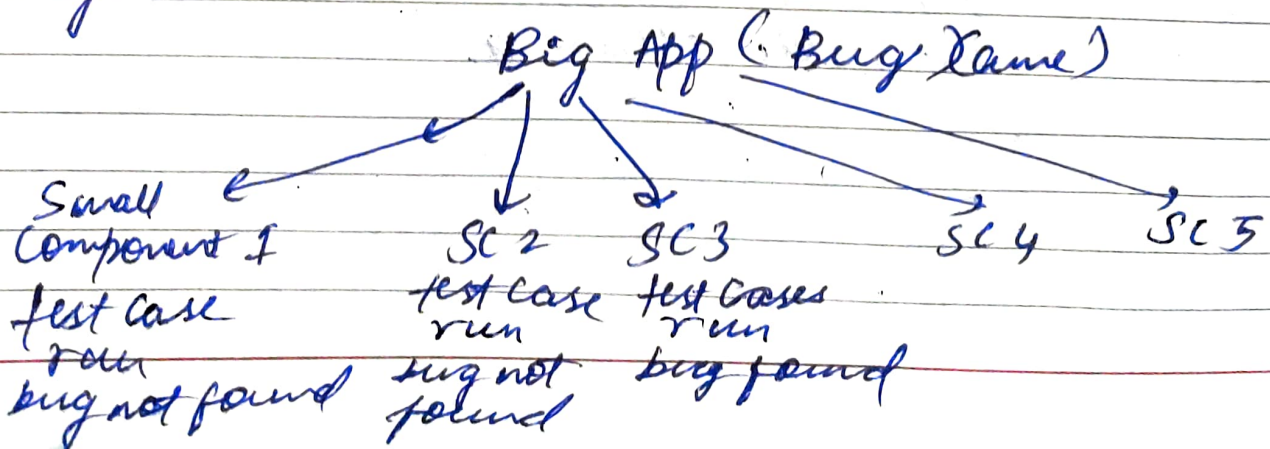 Big App (Bug Came)
Small
Component 1
test case
run
bug not found
SC 2
test case
run
bug not
found
SC3
test cases
run
bug found
SC 4
SC 5